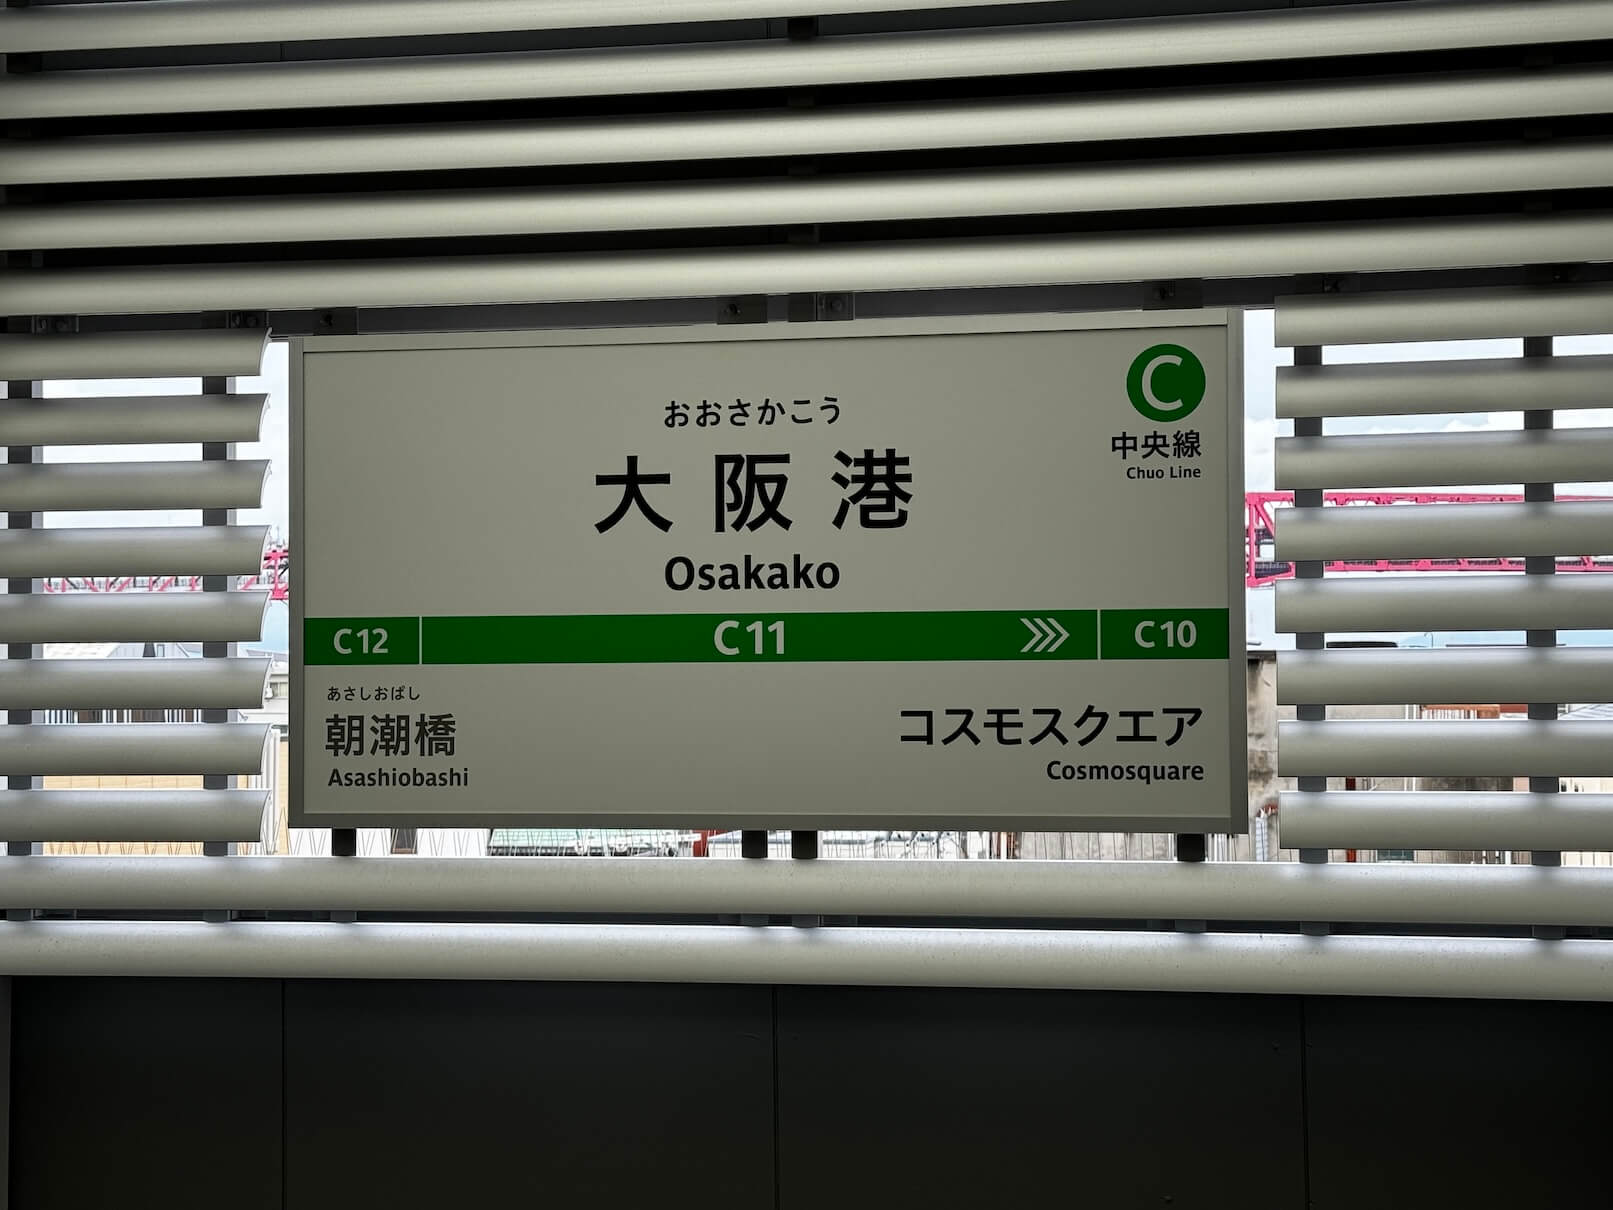 C
中央線
Chuo Line
おおさかこう
大阪港
Osakako
C12
C11
C10
あさしおばし
朝潮橋
Asashiobashi
コスモスクエア
Cosmosquare